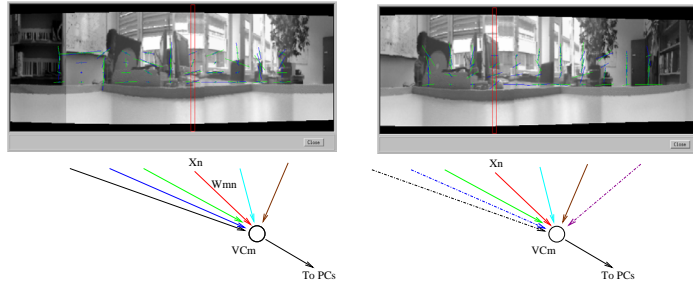 Close
Close
Xn
Wmn
VCm
To PCs
Xn
VCm
To PCs